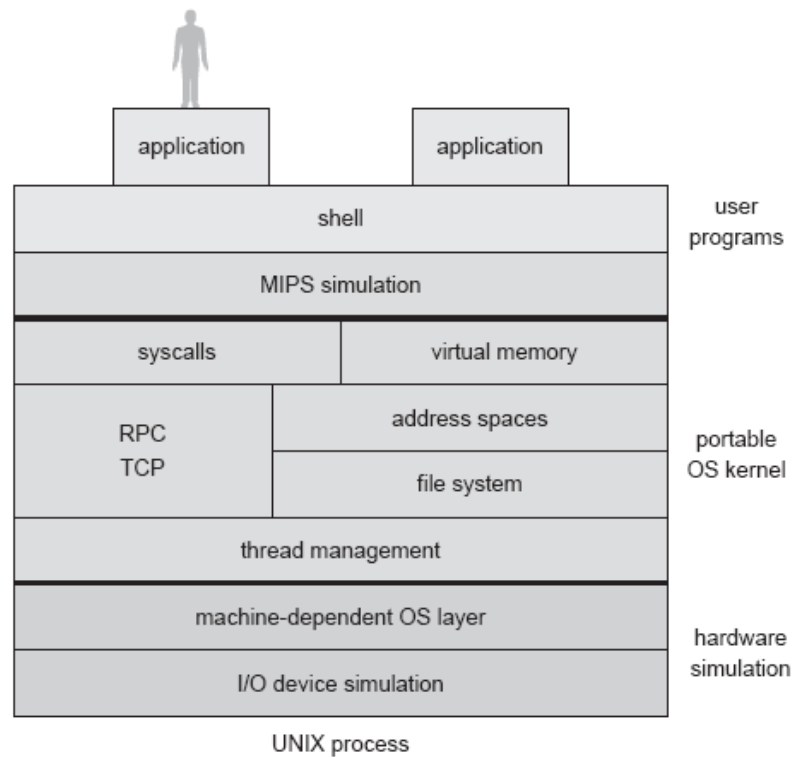 application
application
shell
user
programs
MIPS simulation
syscalls
virtual memory
RPC
TCP
address spaces
file system
portable
OS kernel
thread management
machine-dependent OS layer
I/O device simulation
hardware
simulation
UNIX process